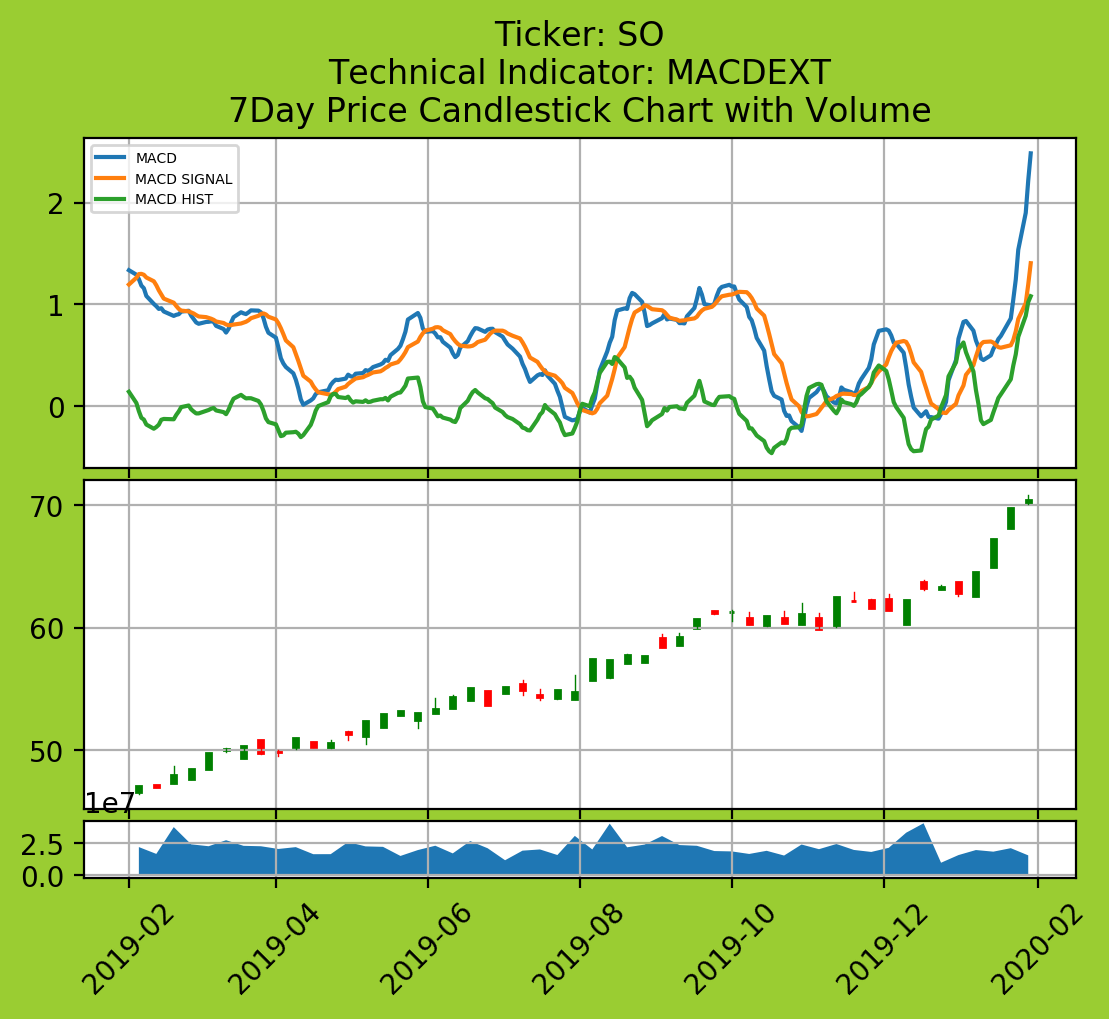 Ticker: SO
Technical Indicator: MACDEXT
7Day Price Candlestick Chart with Volume
MACD
MACD SIGNAL
MACD HIST
2
1
0
70
60
50
1e7
2.5
0.0
2019-02
2019-04
2019-06
2019-08
2019-10
2019-12
2020-02